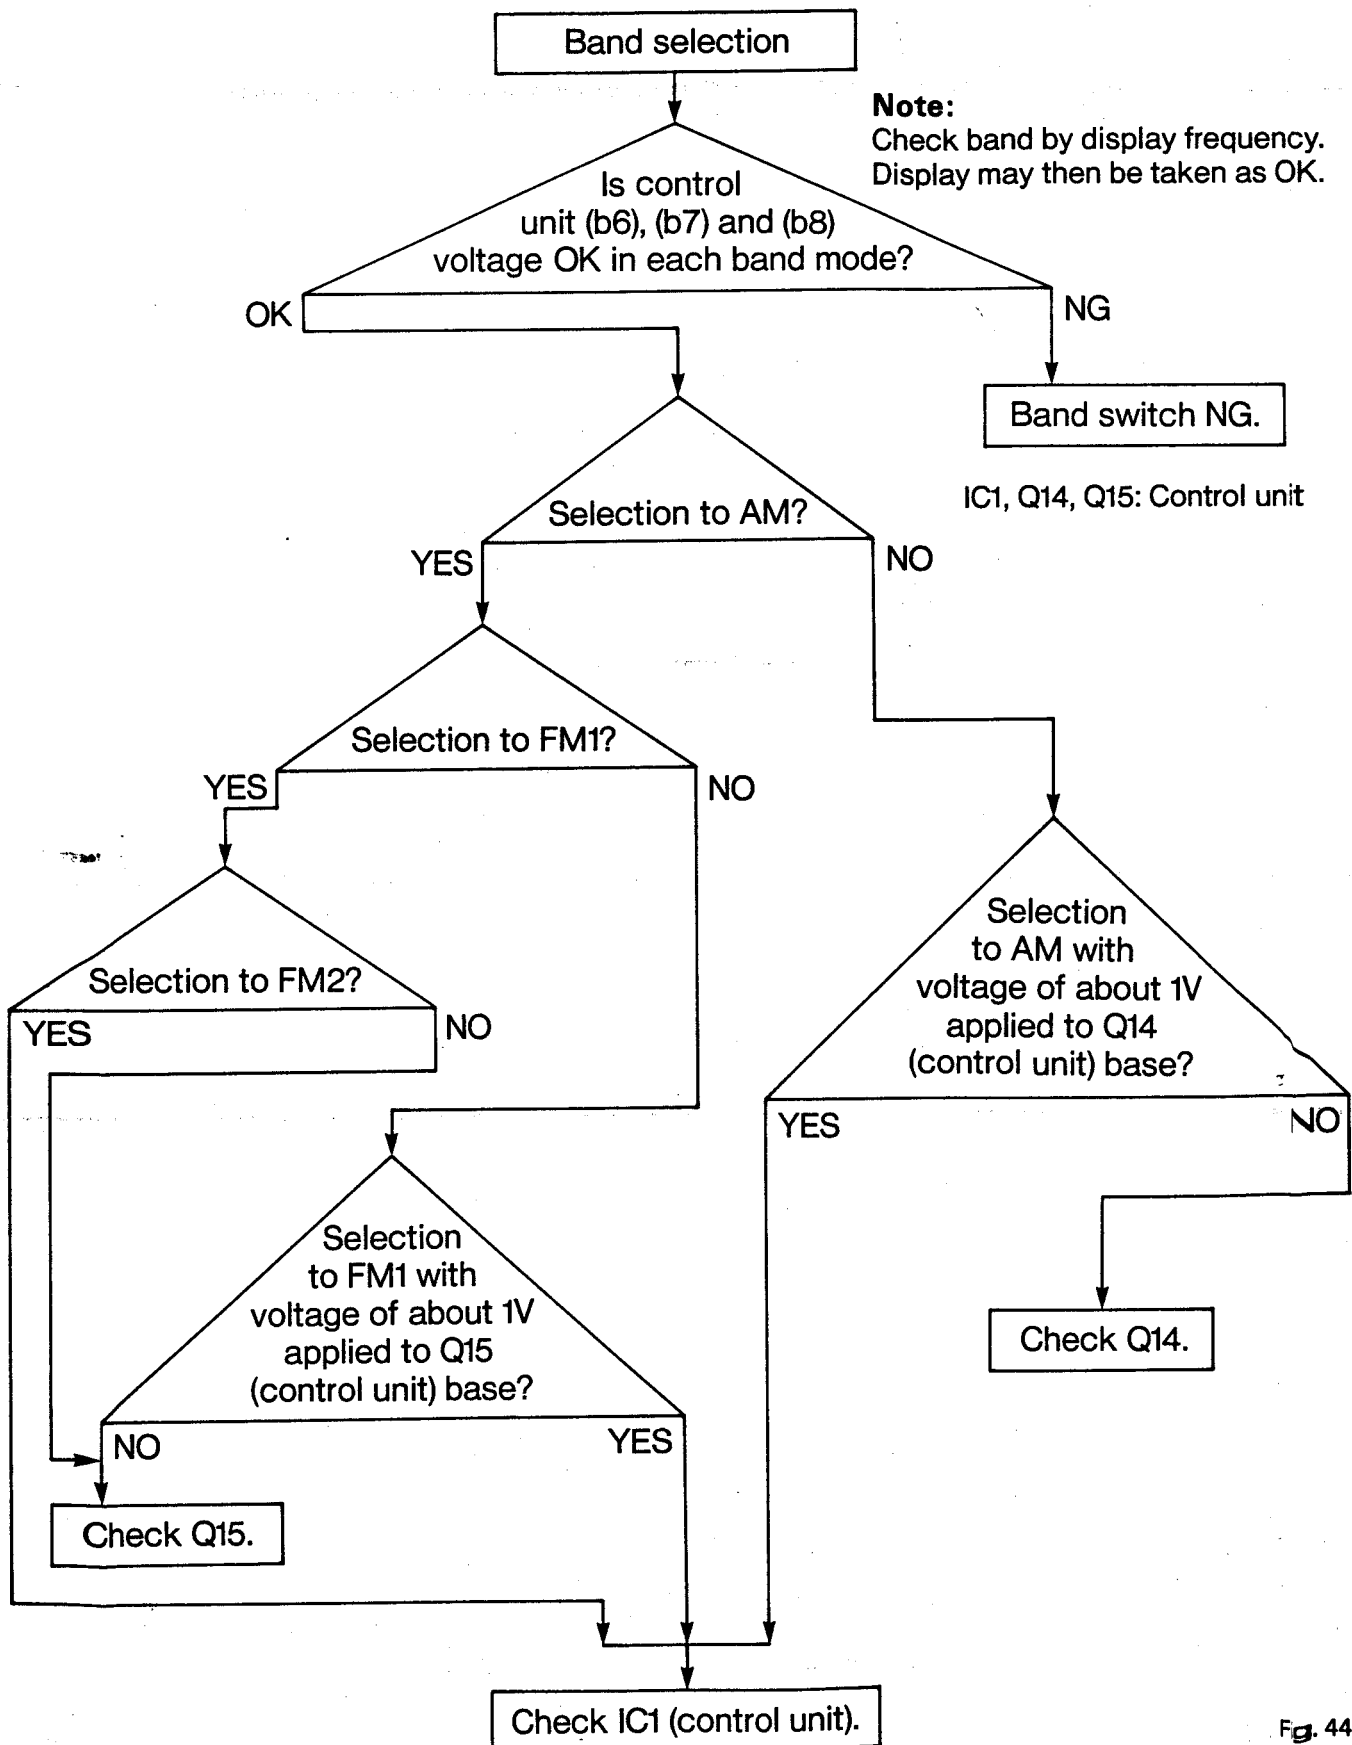 Band selection
Note:
Check band by display frequency.
Display may then be taken as OK.
Is control
unit (b6), (b7) and (b8)
voltage OK in each band mode?
OK
NG
Band switch NG.
IC1, Q14, Q15: Control unit
Selection to AM?
YES
NO
Selection to FM1?
YES
NO
Selection to FM2?
YES
NO
Selection
to AM with
voltage of about 1V
applied to Q14
(control unit) base?
YES
NO
Check Q14.
Selection
to FM1 with
voltage of about 1V
applied to Q15
(control unit) base?
NO
YES
Check Q15.
Check IC1 (control unit).
Fig. 44